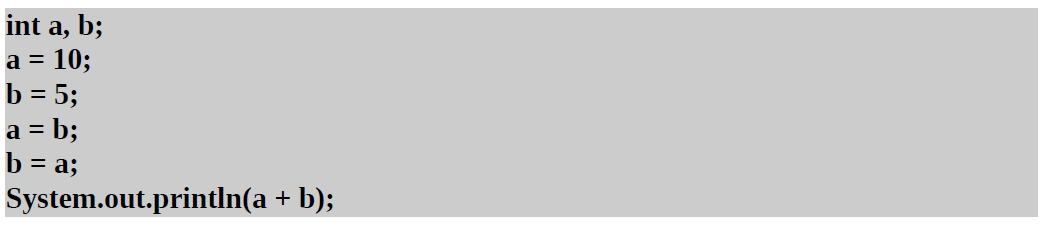 int a, b;
a = 10;
b = 5;
a = b;
b = a;
System.out.println(a + b);